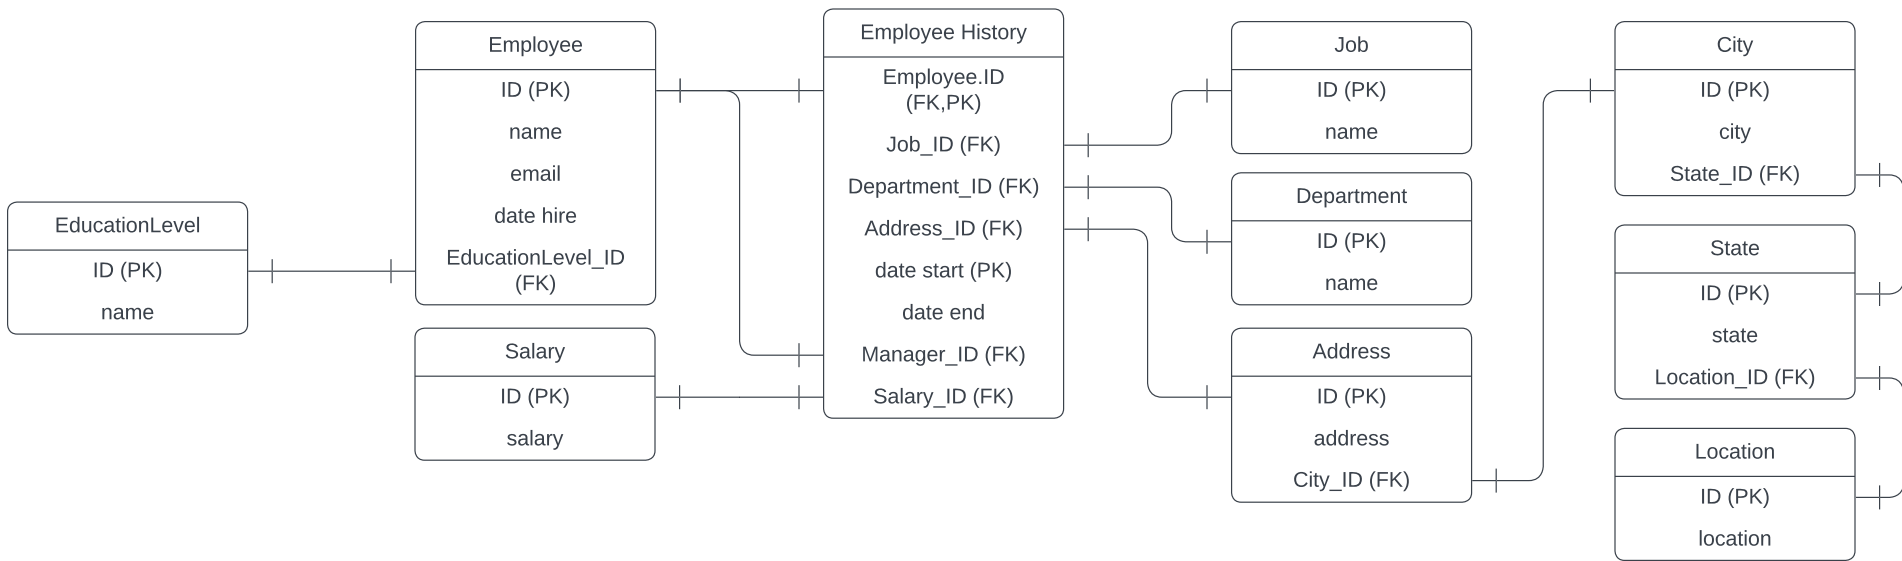 EducationLevel
ID (PK)
name
Employee
ID (PK)
name
email
date hire
EducationLevel_ID
(FK)
Salary
ID (PK)
salary
Employee History
Employee.ID
(FK,PK)
Job_ID (FK)
Department_ID (FK)
Address_ID (FK)
date start (PK)
date end
Manager_ID (FK)
Salary_ID (FK)
Job
ID (PK)
name
Department
ID (PK)
name
Address
ID (PK)
address
City_ID (FK)
City
ID (PK)
city
State_ID (FK)
State
ID (PK)
state
Location_ID (FK)
Location
ID (PK)
location